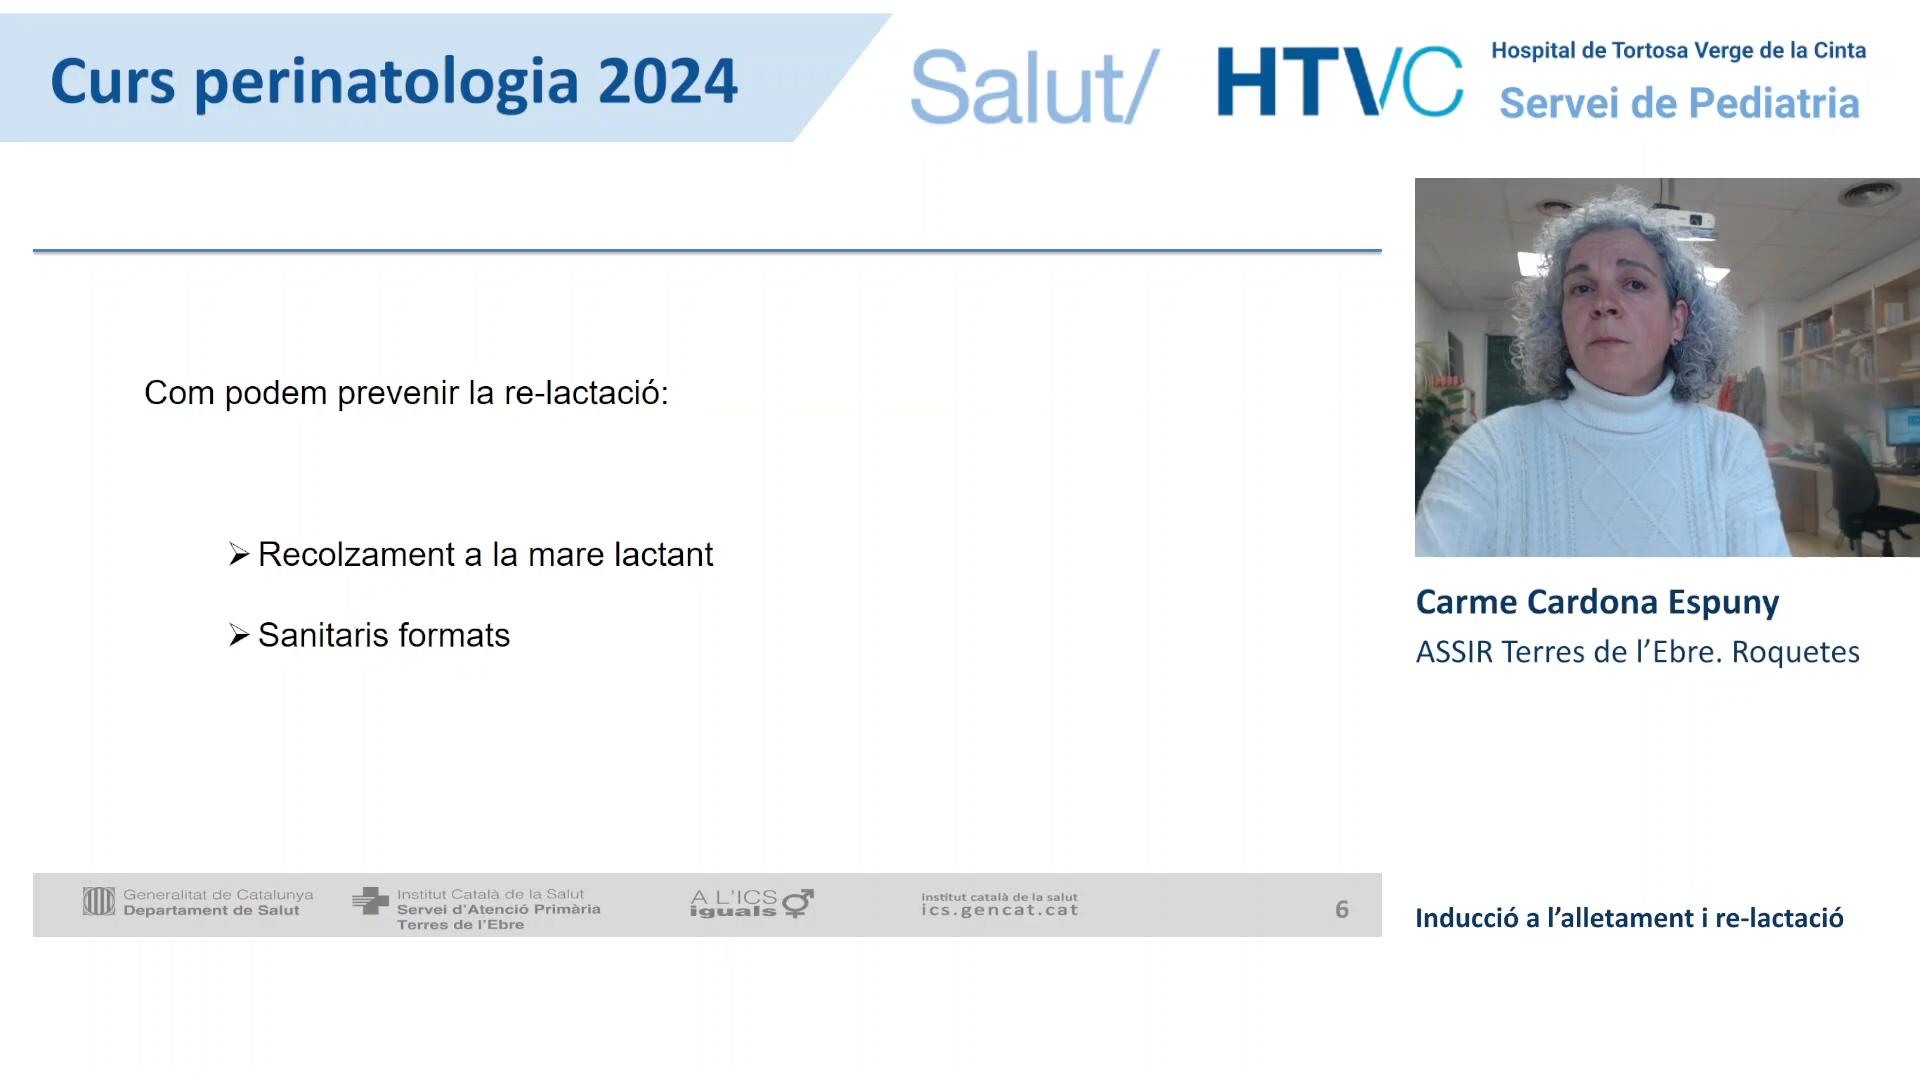 Curs perinatologia 2024
Salut/
HTVC
Hospital de Tortosa Verge de la Cinta
Servei de Pediatria
Com podem prevenir la re-lactació:
➢ Recolzament a la mare lactant
➢ Sanitaris formats
Carme Cardona Espuny
ASSIR Terres de l’Ebre. Roquetes
Generalitat de Catalunya
Departament de Salut
Institut Català de la Salut
Servei d'Atenció Primària
Terres de l'Ebre
A L'ICS
iguals
institut català de la salut
ics.gencat.cat
6
Inducció a l’alletament i re-lactació